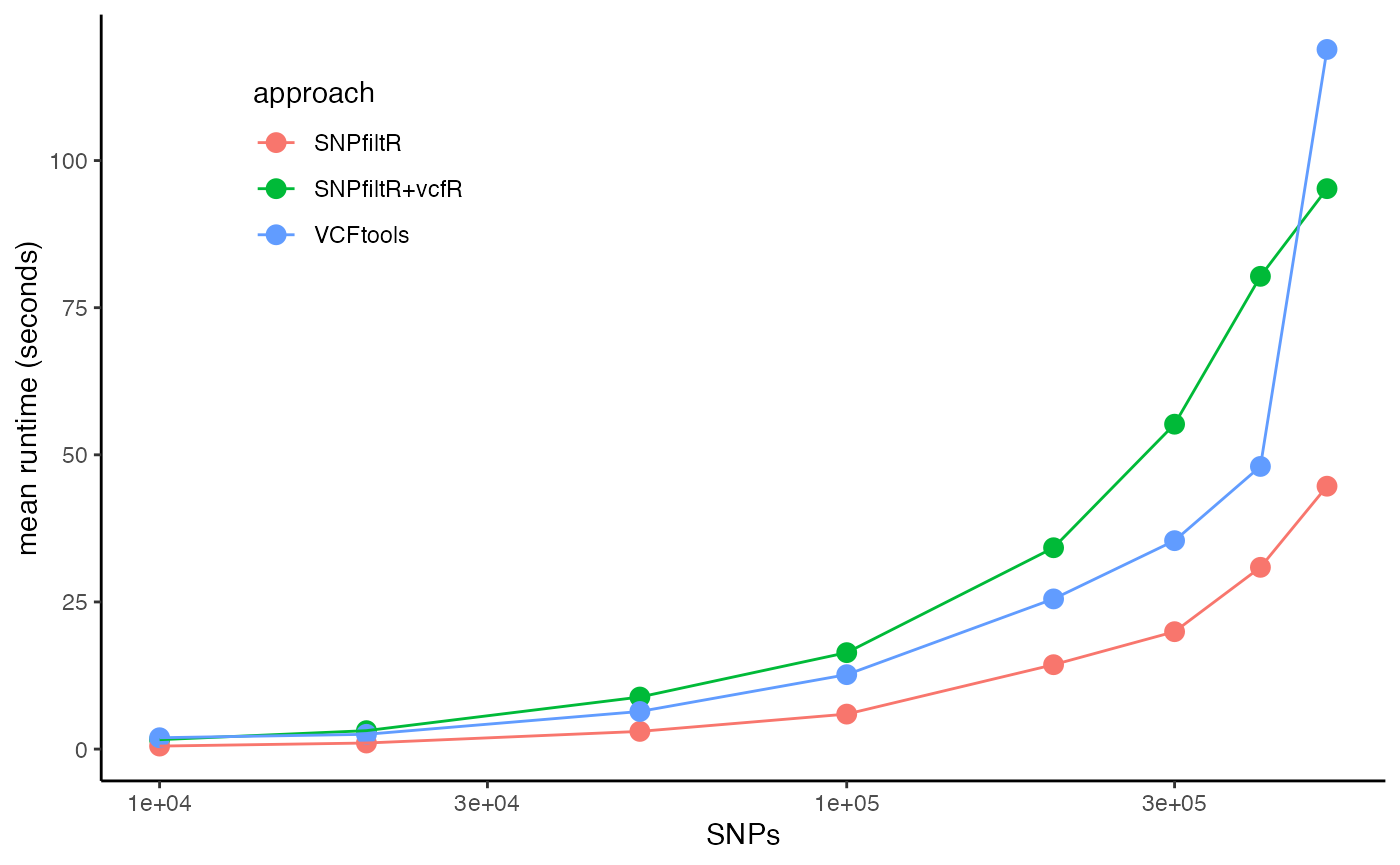 approach
SNPfiltR
SNPfiltR+vcfR
VCFtools
mean runtime (seconds)
100
75
50
25
0
1e+04 3e+04 1e+05 3e+05
SNPs